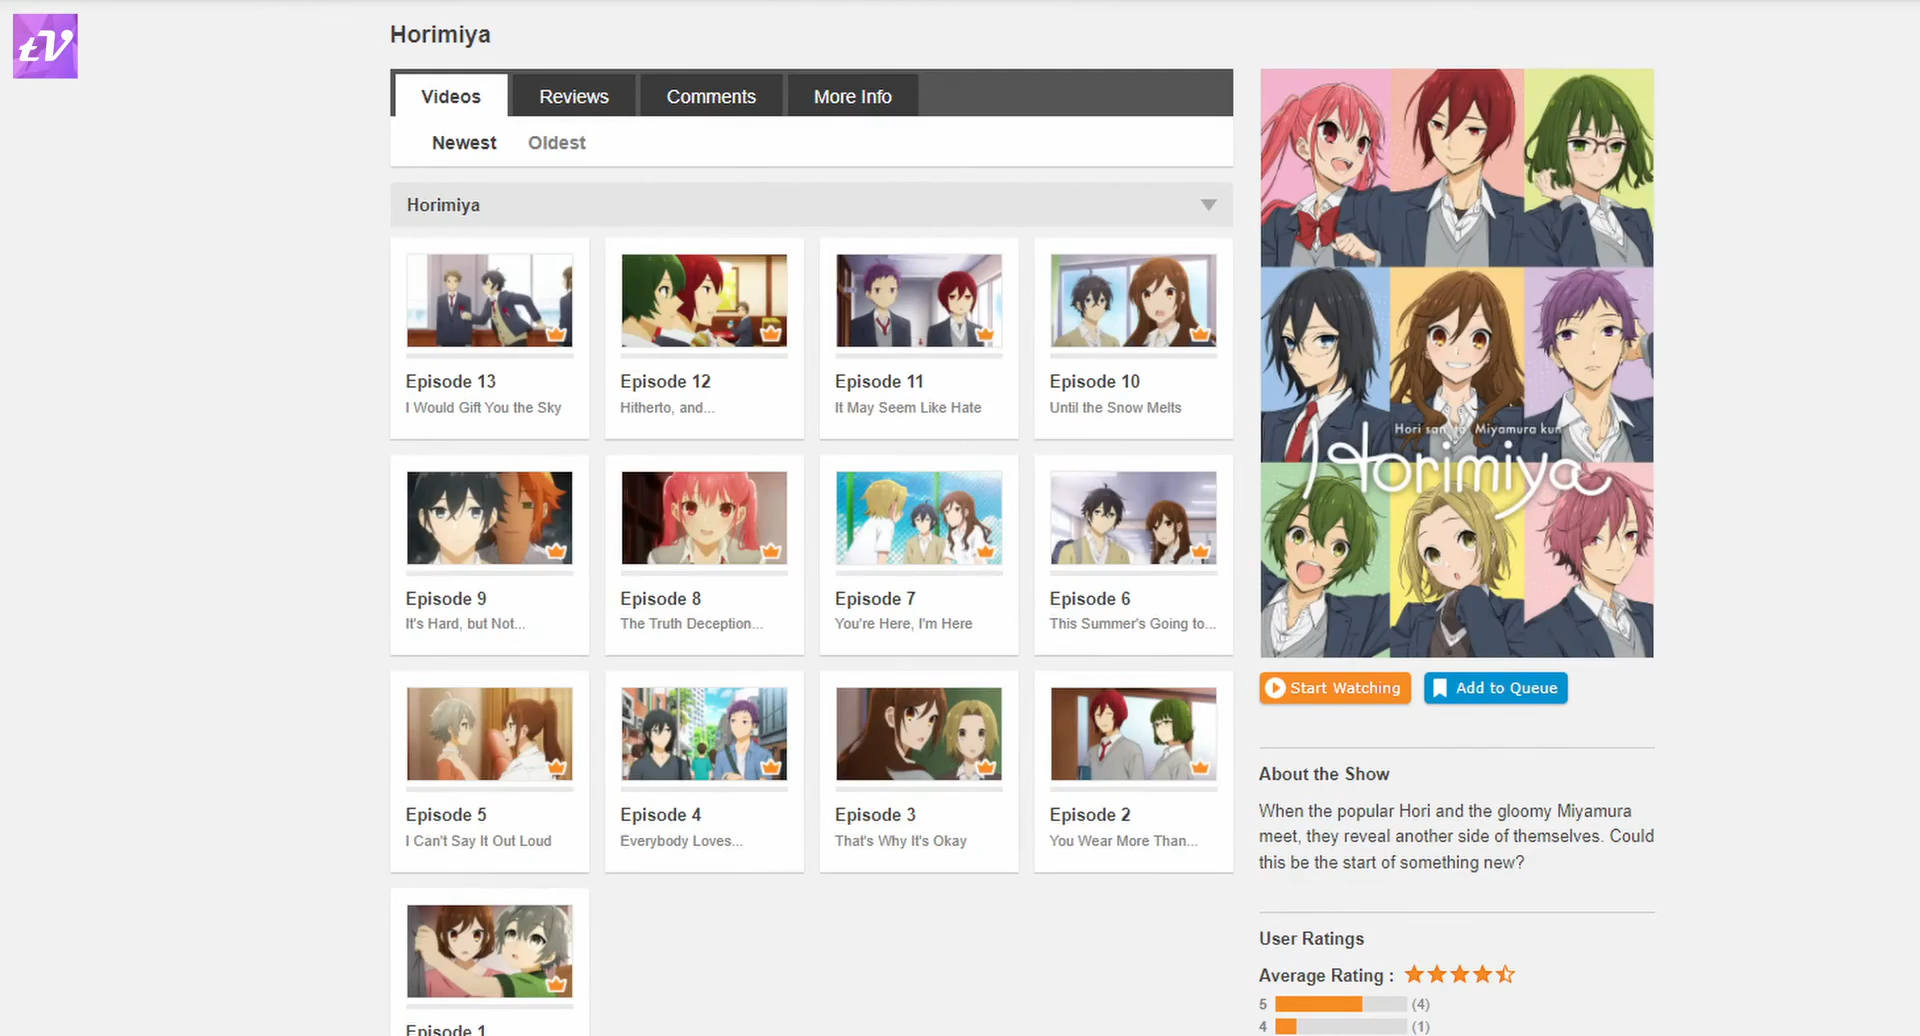 tV
Horimiya
Videos
Reviews
Comments
More Info
Newest
Oldest
Horimiya
Episode 13
I Would Gift You the Sky
Episode 12
Hitherto, and...
Episode 11
It May Seem Like Hate
Episode 10
Until the Snow Melts
Episode 9
It's Hard, but Not...
Episode 8
The Truth Deception...
Episode 7
You're Here, I'm Here
Episode 6
This Summer's Going to...
Episode 5
I Can't Say It Out Loud
Episode 4
Everybody Loves...
Episode 3
That's Why It's Okay
Episode 2
You Wear More Than...
Episode 1
Hori san to Miyamura kun
Horimiya
Start Watching
Add to Queue
About the Show
When the popular Hori and the gloomy Miyamura
meet, they reveal another side of themselves. Could
this be the start of something new?
User Ratings
Average Rating :
5 (4)
4 (1)